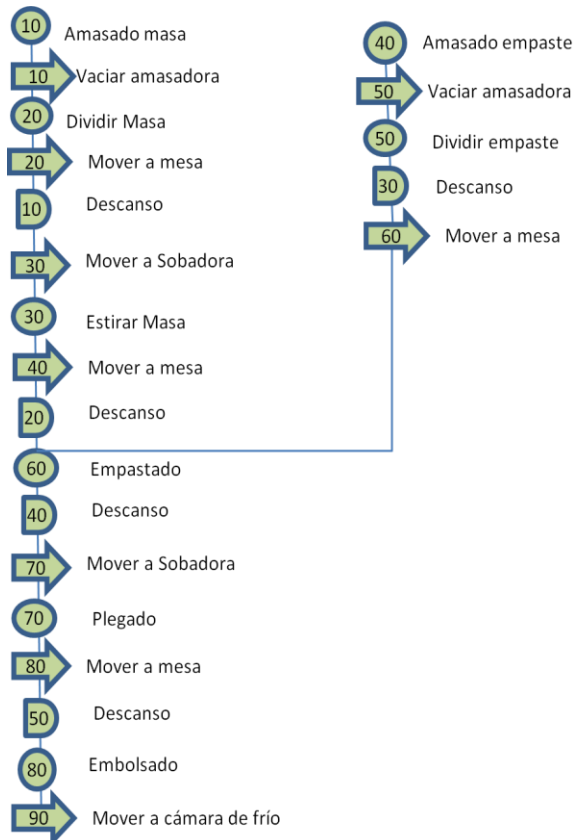 10 Amasado masa
10 Vaciar amasadora
20 Dividir Masa
20 Mover a mesa
10 Descanso
30 Mover a Sobadora
30 Estirar Masa
40 Mover a mesa
20 Descanso
60 Empastado
40 Descanso
70 Mover a Sobadora
70 Plegado
80 Mover a mesa
50 Descanso
80 Embolsado
90 Mover a cámara de frío
40 Amasado empaste
50 Vaciar amasadora
50 Dividir empaste
30 Descanso
60 Mover a mesa